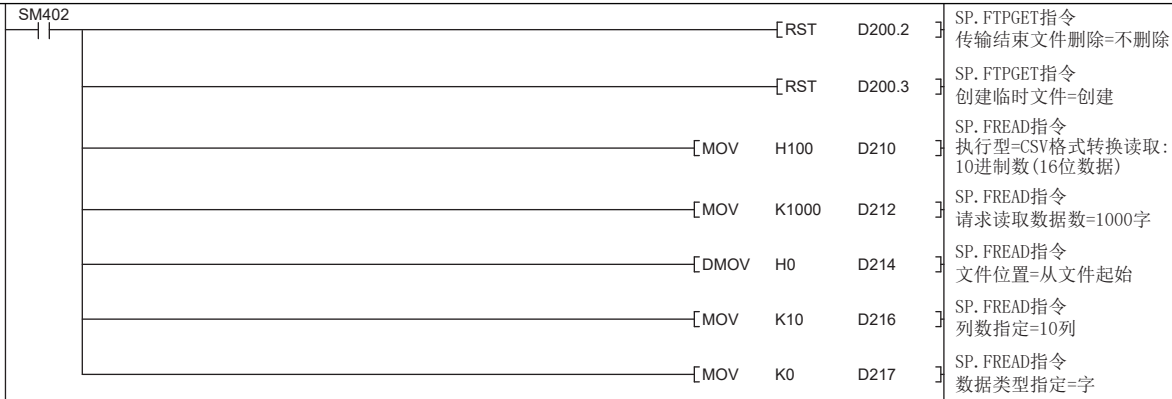 SM402
RST D200.2
SP.FTPGET指令
传输结束文件删除=不删除
RST D200.3
SP.FTPGET指令
创建临时文件=创建
MOV H100 D210
SP.FREAD指令
执行型=CSV格式转换读取:
10进制数(16位数据)
MOV K1000 D212
SP.FREAD指令
请求读取数据数=1000字
DMOV H0 D214
SP.FREAD指令
文件位置=从文件起始
MOV K10 D216
SP.FREAD指令
列数指定=10列
MOV K0 D217
SP.FREAD指令
数据类型指定=字